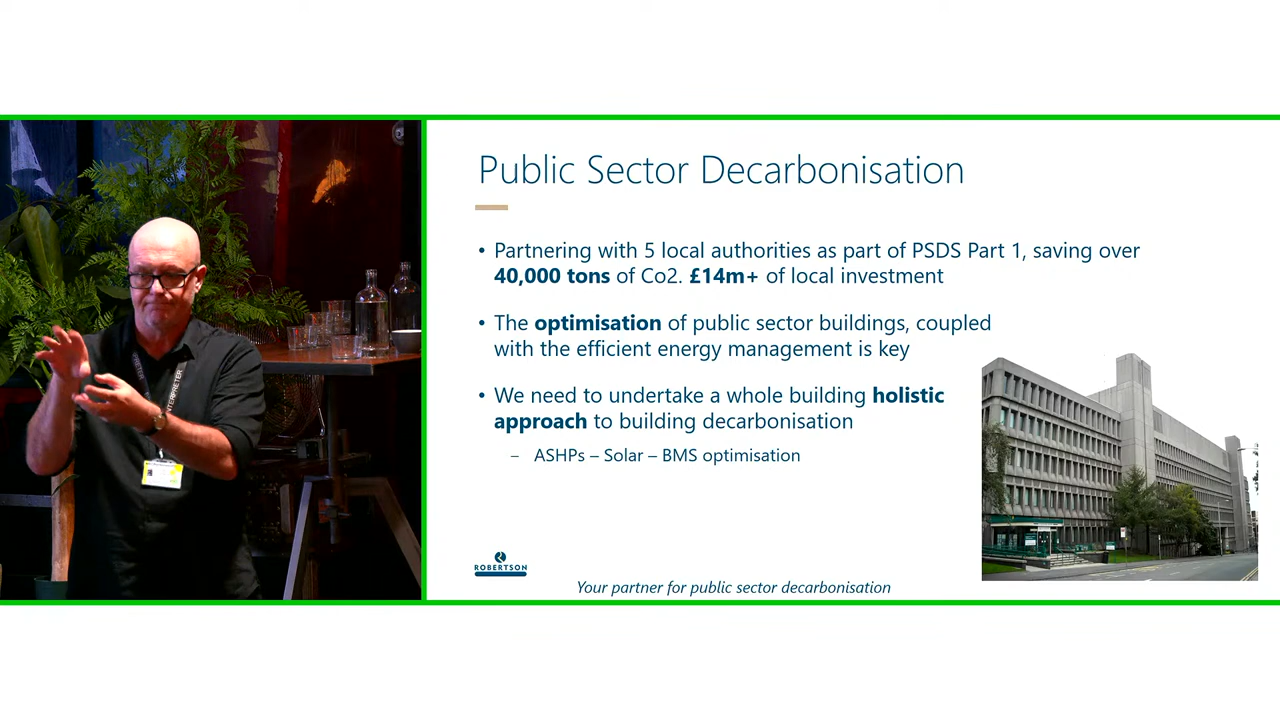 Public Sector Decarbonisation
• Partnering with 5 local authorities as part of PSDS Part 1, saving over
40,000 tons of Co2. £14m+ of local investment
• The optimisation of public sector buildings, coupled
with the efficient energy management is key
• We need to undertake a whole building holistic
approach to building decarbonisation
– ASHPs – Solar – BMS optimisation
ROBERTSON
Your partner for public sector decarbonisation
INTERPRETER